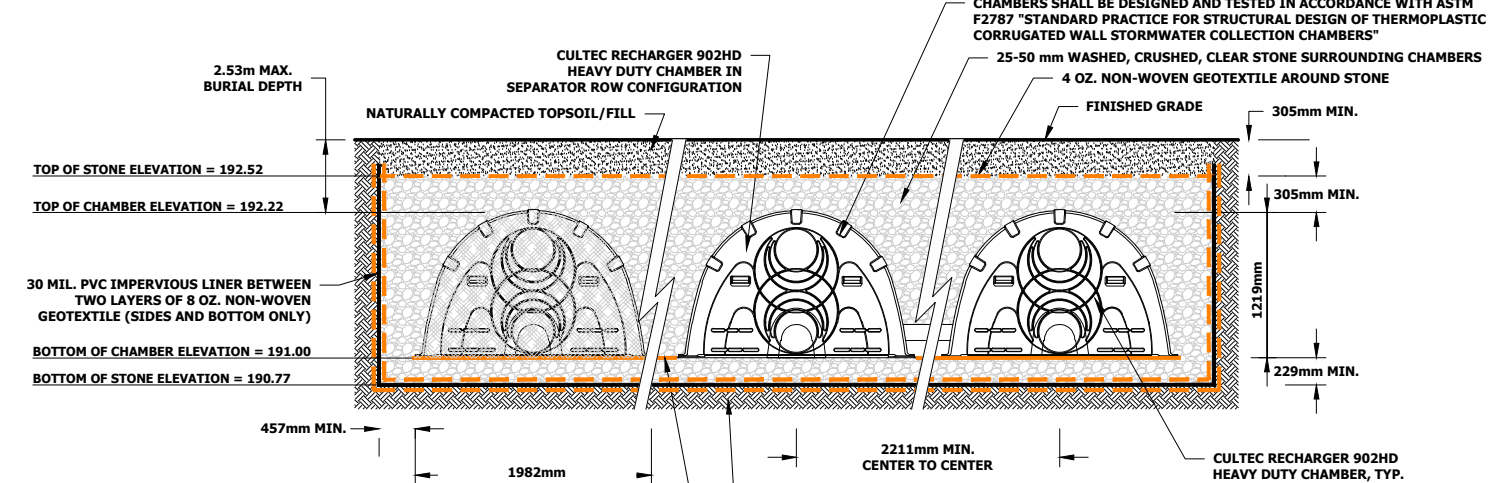 CHAMBERS SHALL BE DESIGNED AND TESTED IN ACCORDANCE WITH ASTM
F2787 "STANDARD PRACTICE FOR STRUCTURAL DESIGN OF THERMOPLASTIC
CORRUGATED WALL STORMWATER COLLECTION CHAMBERS"
CULTEC RECHARGER 902HD
HEAVY DUTY CHAMBER IN
SEPARATOR ROW CONFIGURATION
25-50 mm WASHED, CRUSHED, CLEAR STONE SURROUNDING CHAMBERS
2.53m MAX.
BURIAL DEPTH
4 OZ. NON-WOVEN GEOTEXTILE AROUND STONE
NATURALLY COMPACTED TOPSOIL/FILL
FINISHED GRADE
305mm MIN.
TOP OF STONE ELEVATION = 192.52
305mm MIN.
TOP OF CHAMBER ELEVATION = 192.22
30 MIL. PVC IMPERVIOUS LINER BETWEEN
TWO LAYERS OF 8 OZ. NON-WOVEN
GEOTEXTILE (SIDES AND BOTTOM ONLY)
1219mm
BOTTOM OF CHAMBER ELEVATION = 191.00
BOTTOM OF STONE ELEVATION = 190.77
229mm MIN.
457mm MIN.
1982mm
2211mm MIN.
CENTER TO CENTER
CULTEC RECHARGER 902HD
HEAVY DUTY CHAMBER, TYP.